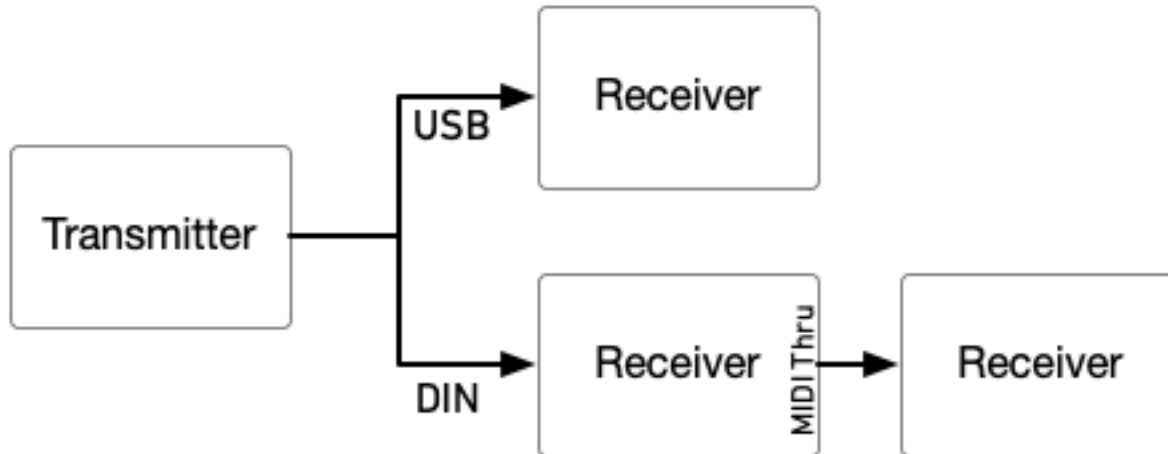 Receiver
USB
Transmitter
Receiver
MIDI Thru
Receiver
DIN